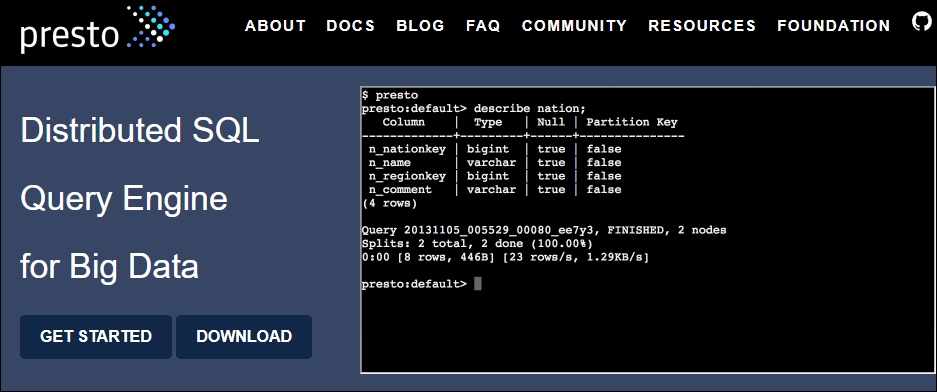 presto
ABOUT DOCS BLOG FAQ COMMUNITY RESOURCES FOUNDATION
Distributed SQL
Query Engine
for Big Data
GET STARTED DOWNLOAD
$ presto
presto:default> describe nation;
   Column    |  Type   | Null | Partition Key
-------------+---------+------+---------------
 n_nationkey | bigint  | true | false
 n_name      | varchar | true | false
 n_regionkey | bigint  | true | false
 n_comment   | varchar | true | false
(4 rows)
Query 20131105_005529_00080_ee7y3, FINISHED, 2 nodes
Splits: 2 total, 2 done (100.00%)
0:00 [8 rows, 446B] [23 rows/s, 1.29KB/s]
presto:default>